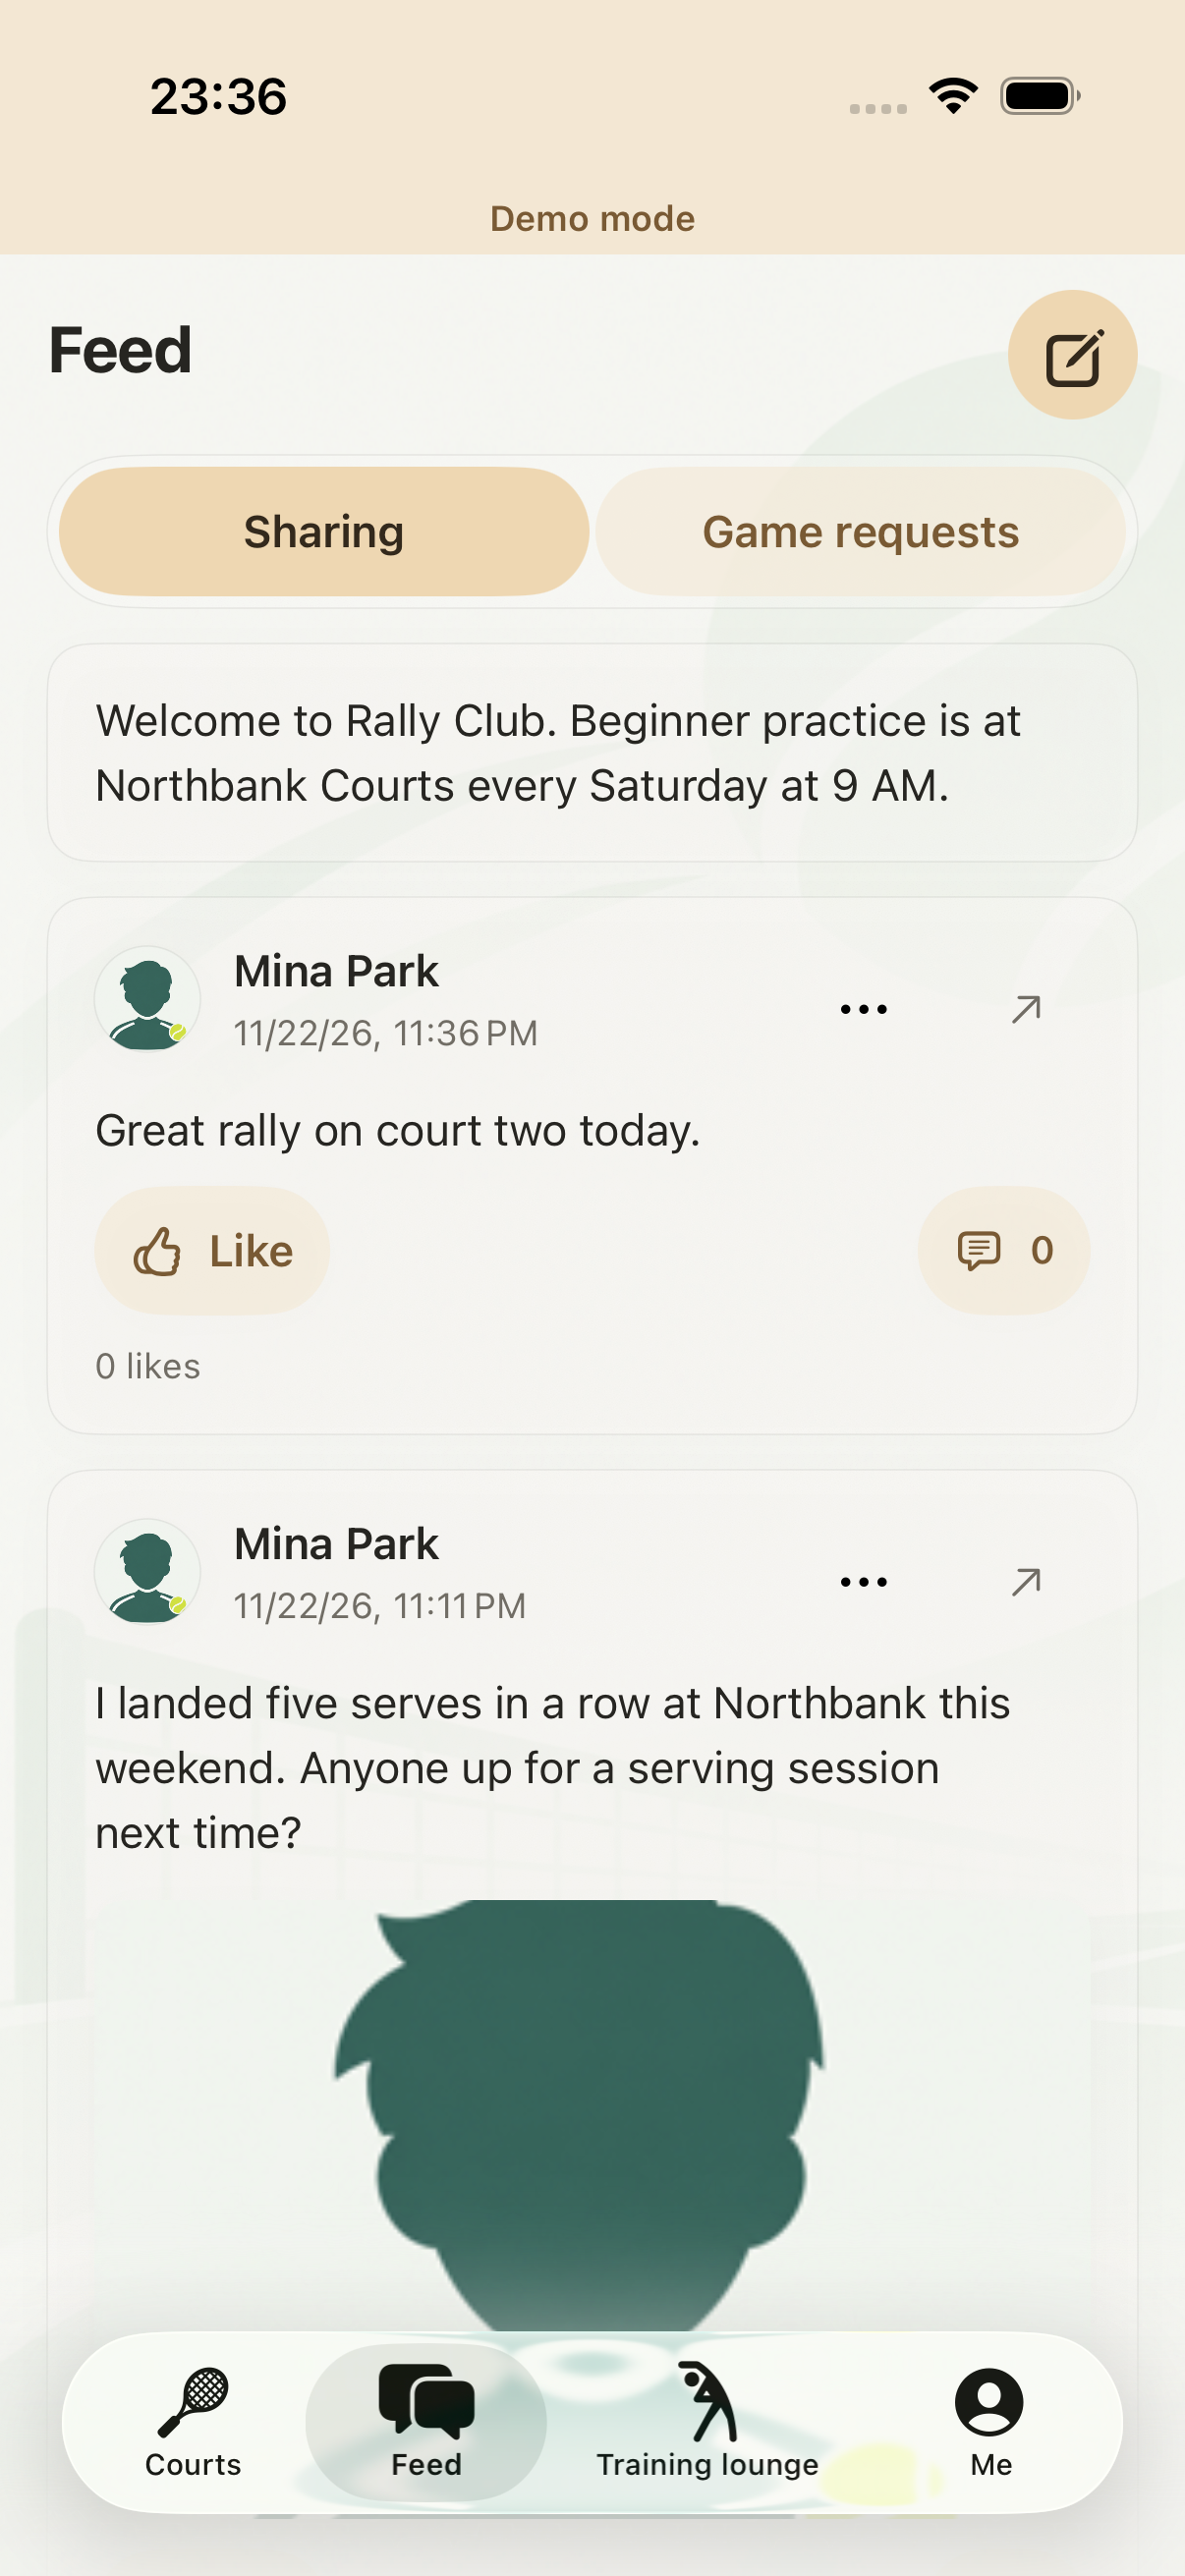 23:36
Demo mode
Feed
Sharing
Game requests
Welcome to Rally Club. Beginner practice is at
Northbank Courts every Saturday at 9 AM.
Mina Park
11/22/26, 11:36 PM
Great rally on court two today.
Like
0
0 likes
Mina Park
11/22/26, 11:11 PM
I landed five serves in a row at Northbank this
weekend. Anyone up for a serving session
next time?
Courts
Feed
Training lounge
Me